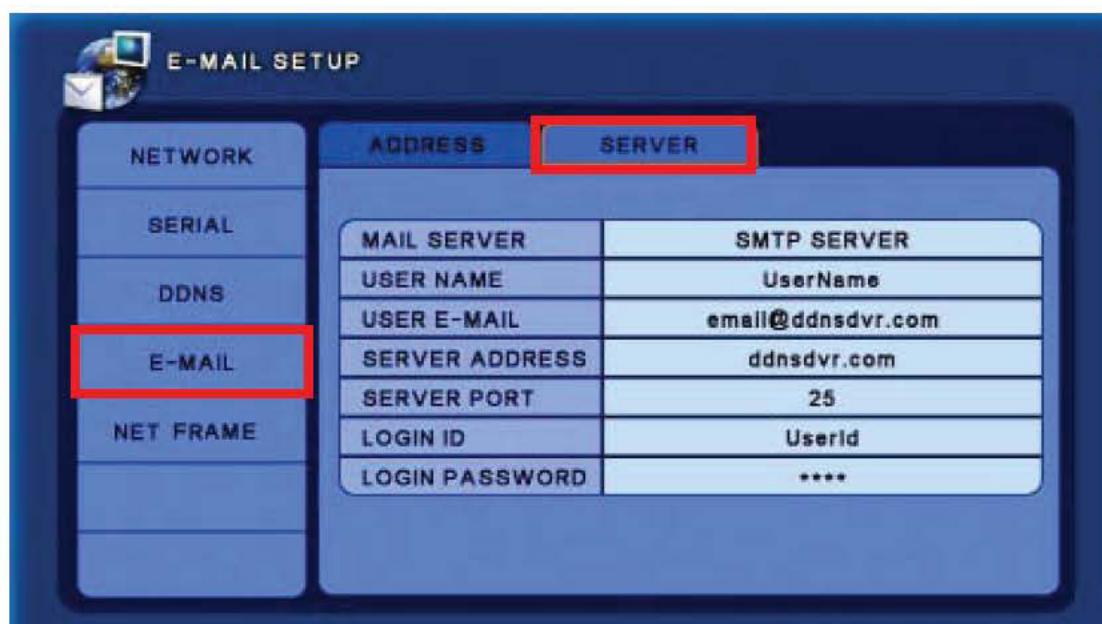 E-MAIL SETUP
NETWORK
SERIAL
DDNS
E-MAIL
NET FRAME
ADDRESS SERVER
MAIL SERVER SMTP SERVER
USER NAME UserName
USER E-MAIL email@ddnsdvr.com
SERVER ADDRESS ddnsdvr.com
SERVER PORT 25
LOGIN ID UserId
LOGIN PASSWORD ****